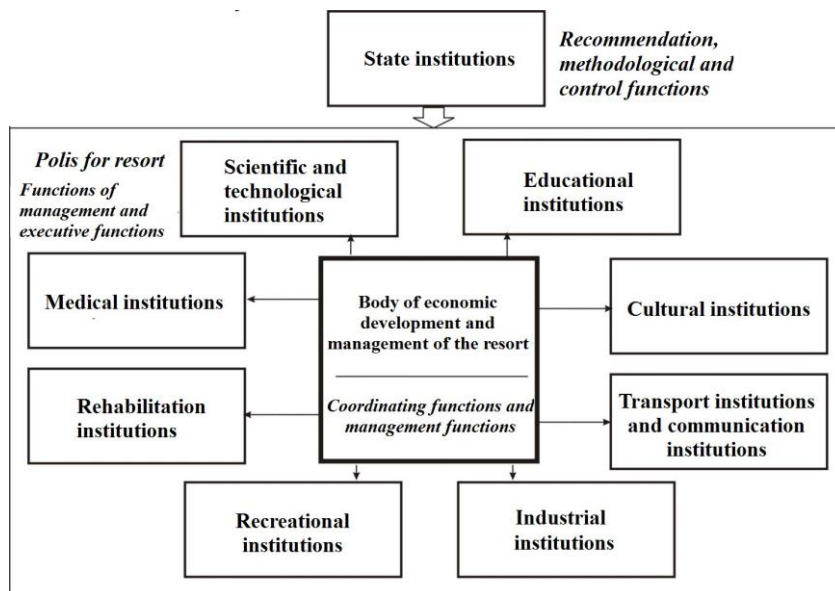 State institutions
Recommendation,
methodological and
control functions
Polis for resort
Functions of
management and
executive functions
Scientific and
technological
institutions
Educational
institutions
Medical institutions
Body of economic
development and
management of the resort
Coordinating functions and
management functions
Cultural institutions
Rehabilitation
institutions
Transport institutions
and communication
institutions
Recreational
institutions
Industrial
institutions